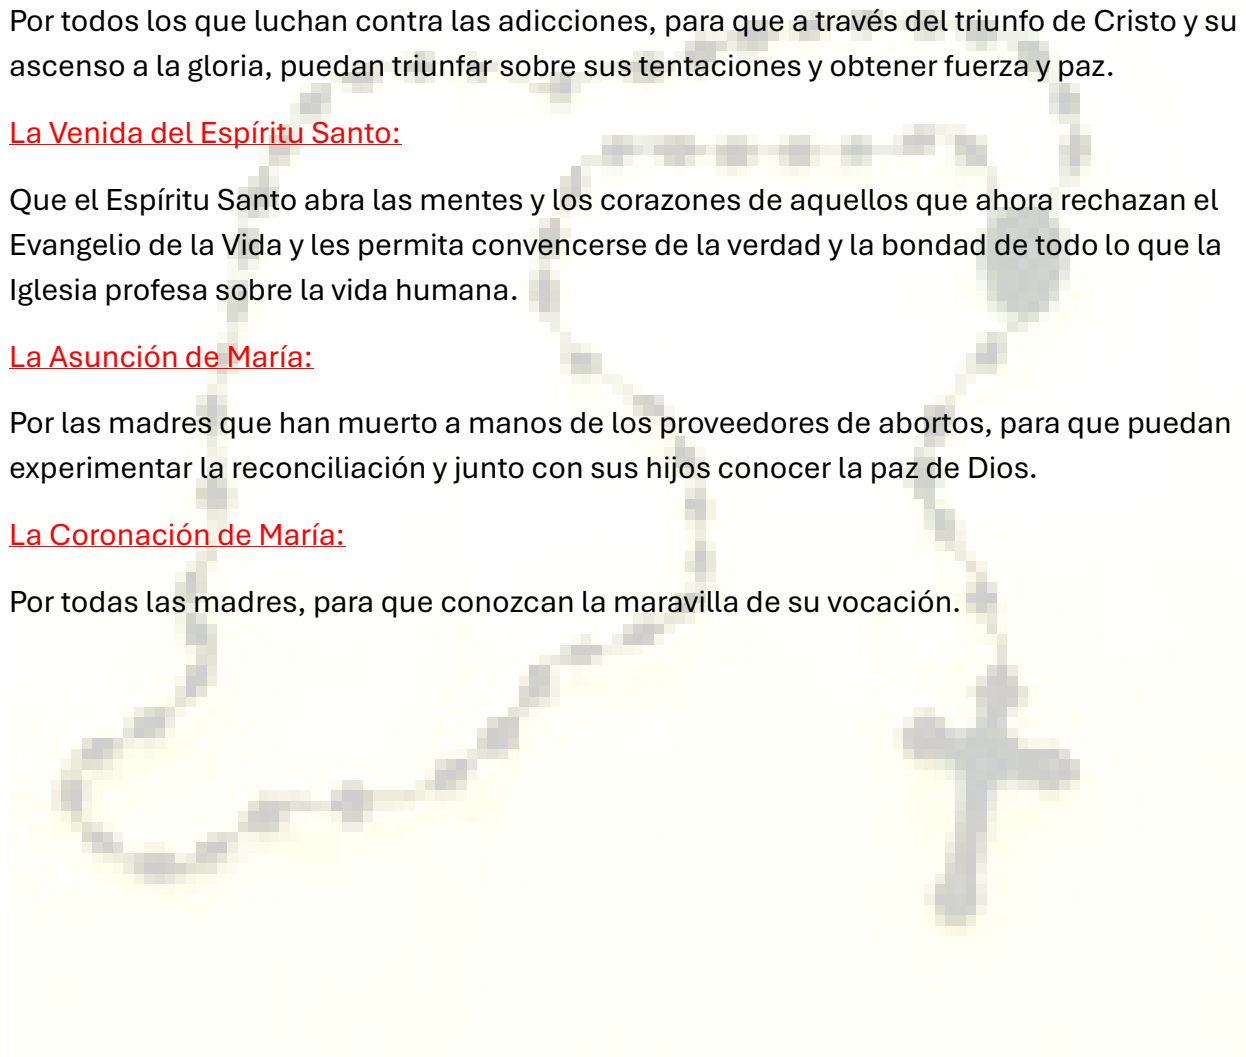 Por todos los que luchan contra las adicciones, para que a través del triunfo de Cristo y su
ascenso a la gloria, puedan triunfar sobre sus tentaciones y obtener fuerza y paz.
La Venida del Espíritu Santo:
Que el Espíritu Santo abra las mentes y los corazones de aquellos que ahora rechazan el
Evangelio de la Vida y les permita convencerse de la verdad y la bondad de todo lo que la
Iglesia profesa sobre la vida humana.
La Asunción de María:
Por las madres que han muerto a manos de los proveedores de abortos, para que puedan
experimentar la reconciliación y junto con sus hijos conocer la paz de Dios.
La Coronación de María:
Por todas las madres, para que conozcan la maravilla de su vocación.